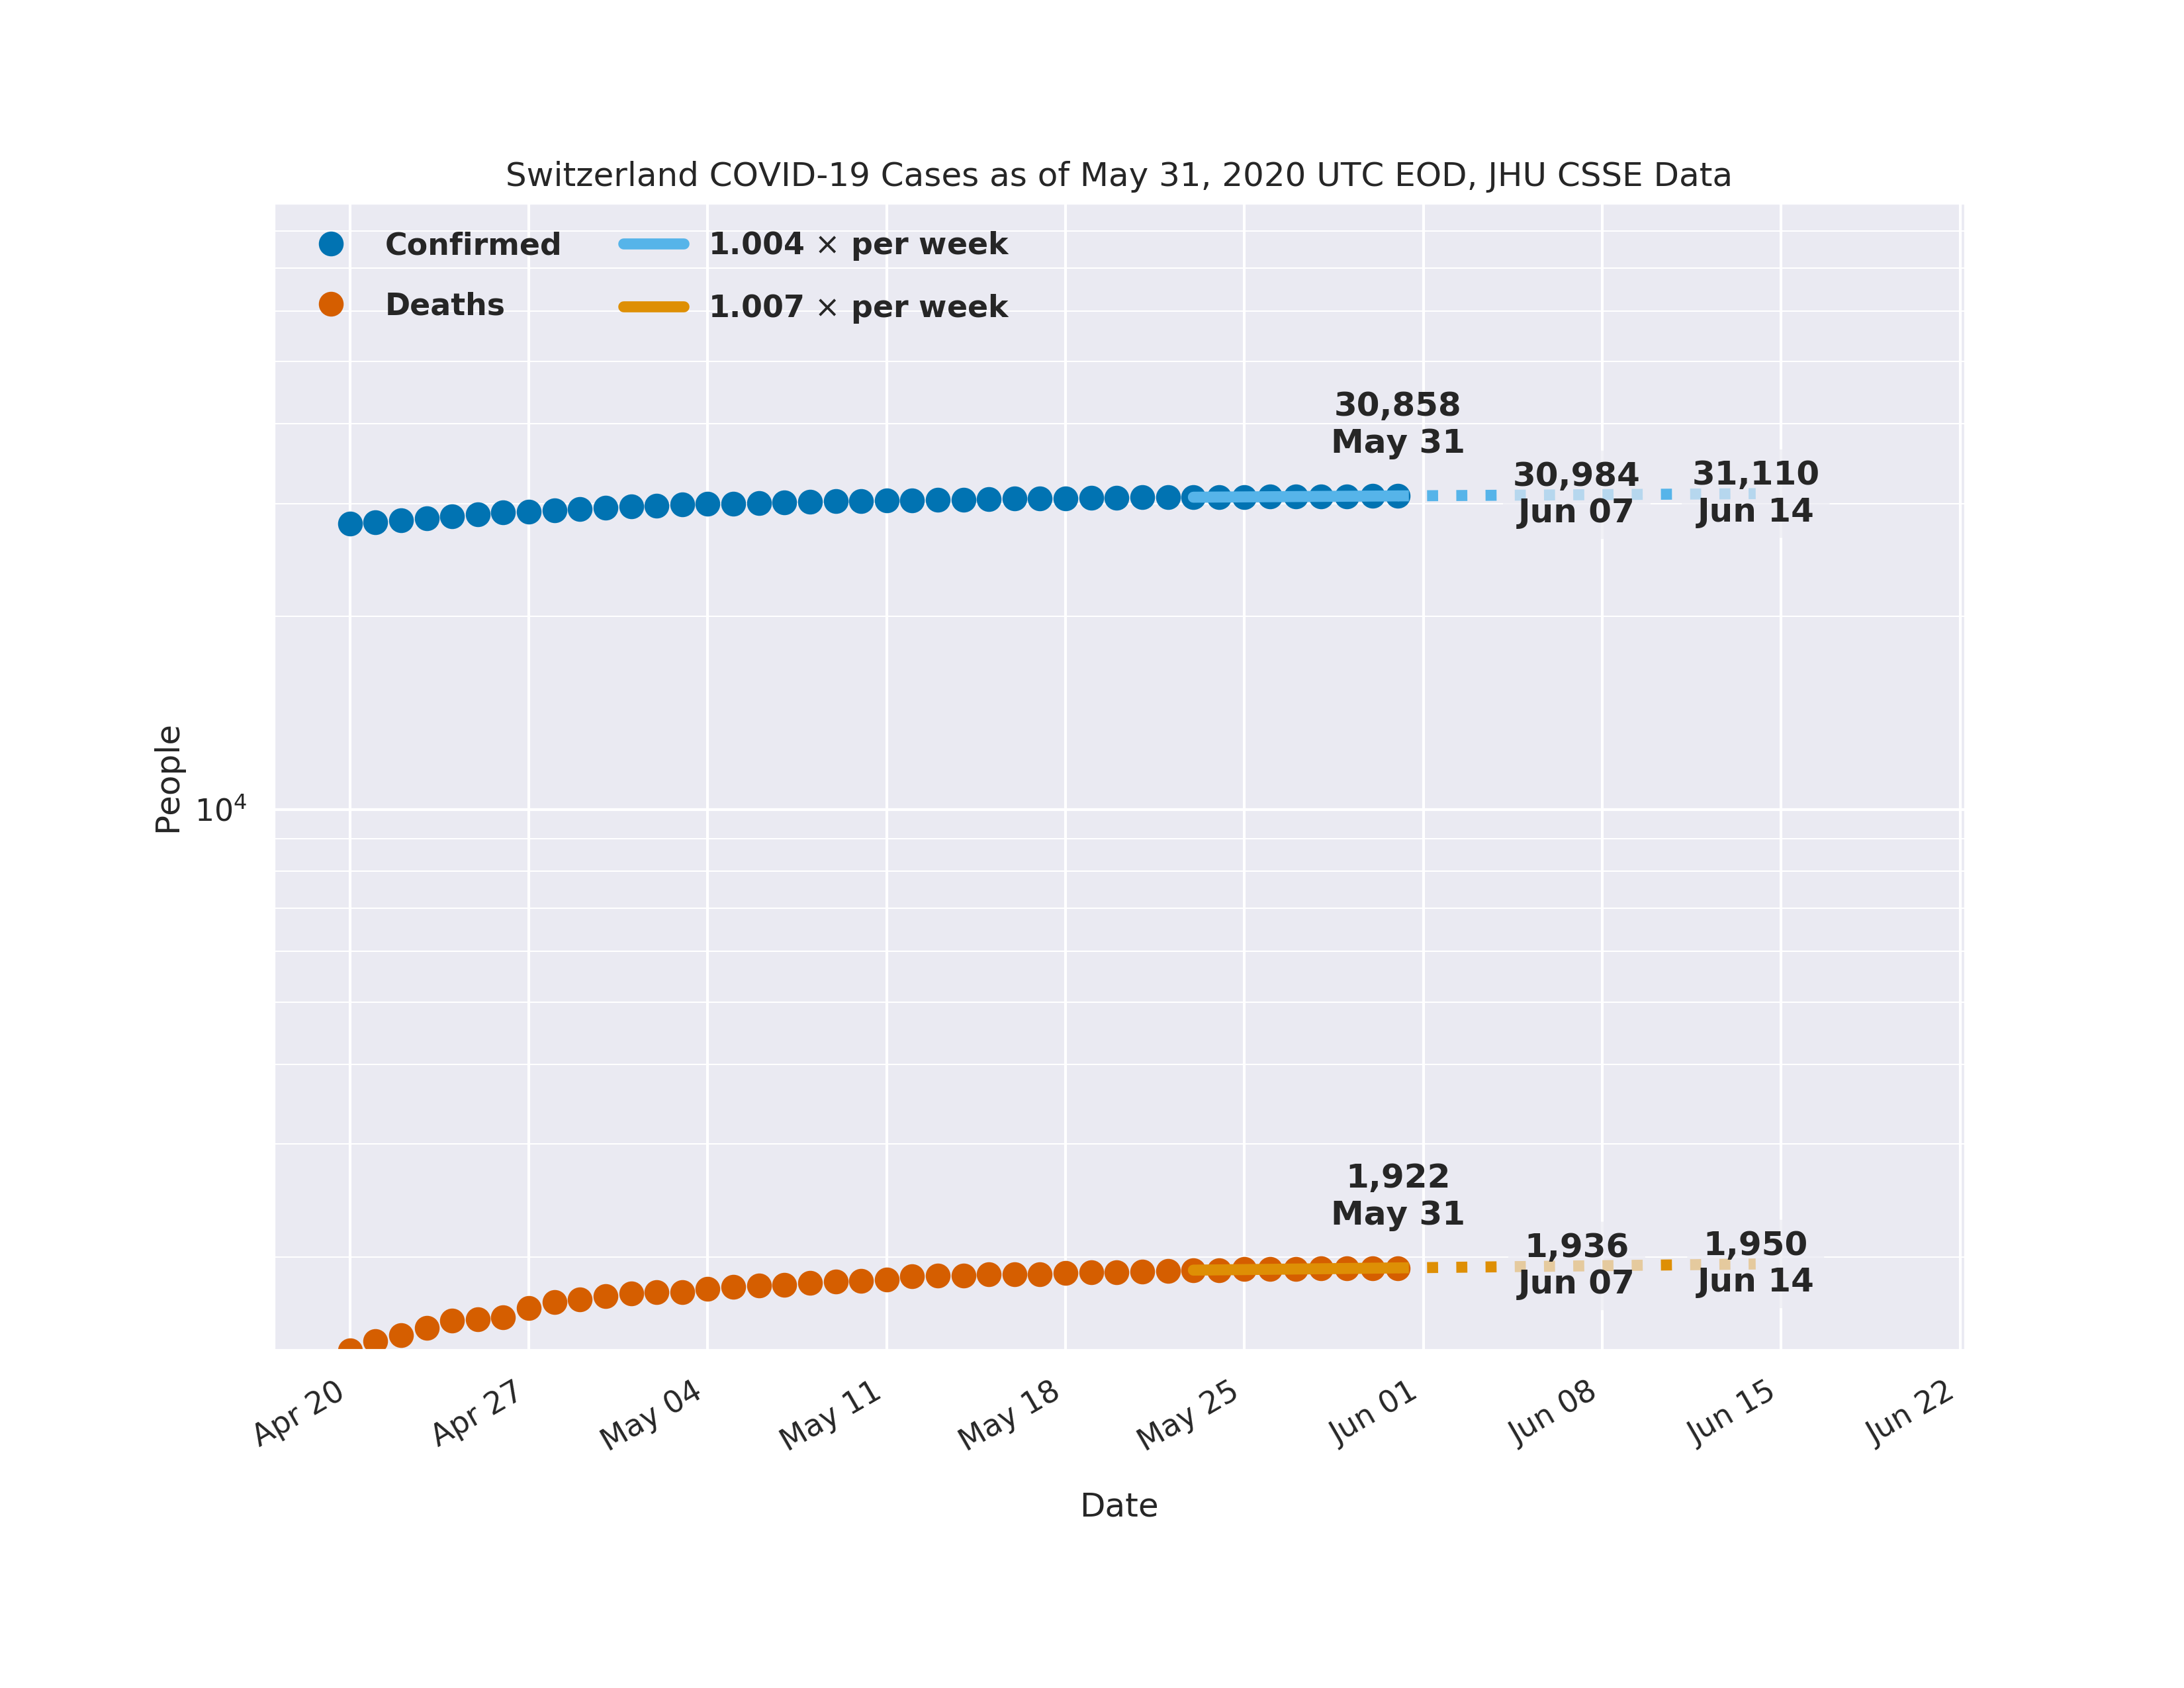 Switzerland COVID-19 Cases as of May 31, 2020 UTC EOD, JHU CSSE Data
Confirmed
Deaths
1.004 × per week
1.007 × per week
30,858
May 31
30,984
Jun 07
31,110
Jun 14
People
10⁴
1,922
May 31
1,936
Jun 07
1,950
Jun 14
Apr 20
Apr 27
May 04
May 11
May 18
May 25
Jun 01
Jun 08
Jun 15
Jun 22
Date